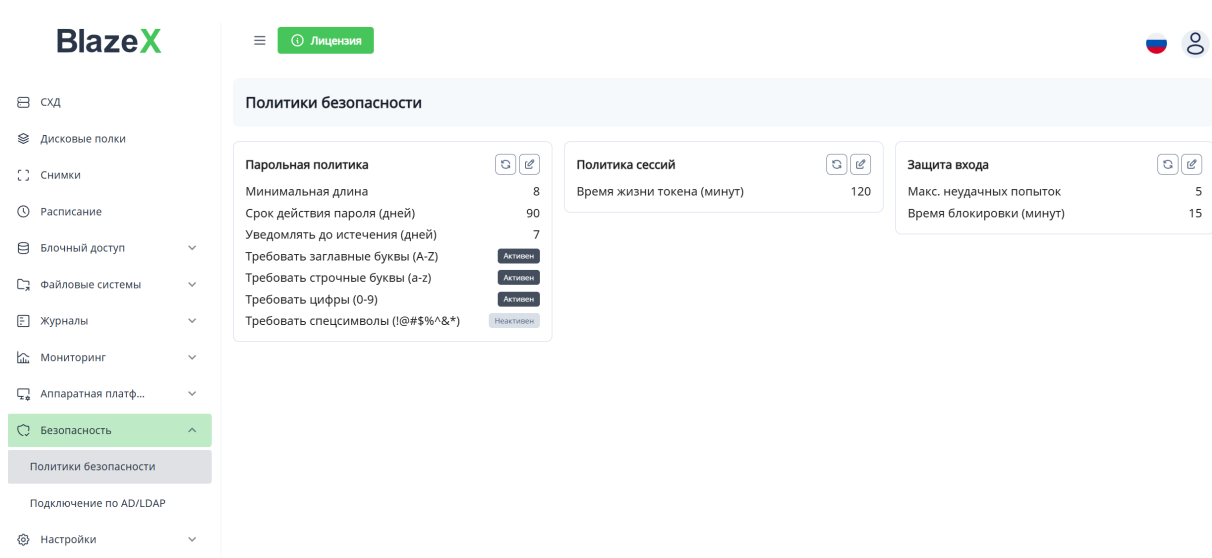 BlazeX
Лицензия
СХД
Дисковые полки
Снимки
Расписание
Блочный доступ
Файловые системы
Журналы
Мониторинг
Аппаратная платф...
Безопасность
Политики безопасности
Подключение по AD/LDAP
Настройки
Политики безопасности
Парольная политика
Минимальная длина 8
Срок действия пароля (дней) 90
Уведомлять до истечения (дней) 7
Требовать заглавные буквы (A-Z) Активен
Требовать строчные буквы (a-z) Активен
Требовать цифры (0-9) Активен
Требовать спецсимволы (!@#$%^&*) Неактивен
Политика сессий
Время жизни токена (минут) 120
Защита входа
Макс. неудачных попыток 5
Время блокировки (минут) 15